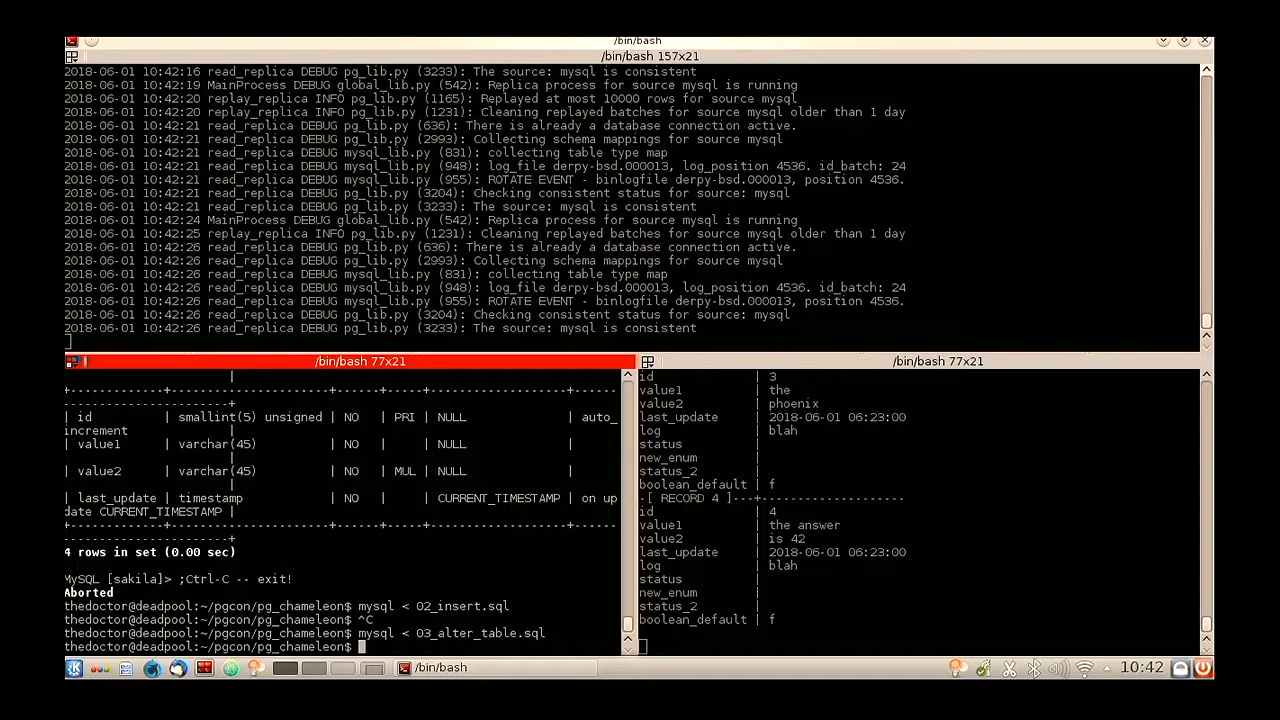 /bin/bash
/bin/bash 157x21
2018-06-01 10:42:16 read_replica DEBUG pg_lib.py (3233): The source: mysql is consistent
2018-06-01 10:42:19 MainProcess DEBUG global_lib.py (542): Replica process for source mysql is running
2018-06-01 10:42:20 replay_replica INFO pg_lib.py (1165): Replayed at most 10000 rows for source mysql
2018-06-01 10:42:20 replay_replica INFO pg_lib.py (1231): Cleaning replayed batches for source mysql older than 1 day
2018-06-01 10:42:21 read_replica DEBUG pg_lib.py (636): There is already a database connection active.
2018-06-01 10:42:21 read_replica DEBUG pg_lib.py (2993): Collecting schema mappings for source mysql
2018-06-01 10:42:21 read_replica DEBUG mysql_lib.py (831): collecting table type map
2018-06-01 10:42:21 read_replica DEBUG mysql_lib.py (948): log_file derpy-bsd.000013, log_position 4536. id_batch: 24
2018-06-01 10:42:21 read_replica DEBUG mysql_lib.py (955): ROTATE EVENT - binlogfile derpy-bsd.000013, position 4536.
2018-06-01 10:42:21 read_replica DEBUG pg_lib.py (3204): Checking consistent status for source: mysql
2018-06-01 10:42:21 read_replica DEBUG pg_lib.py (3233): The source: mysql is consistent
2018-06-01 10:42:24 MainProcess DEBUG global_lib.py (542): Replica process for source mysql is running
2018-06-01 10:42:25 replay_replica INFO pg_lib.py (1231): Cleaning replayed batches for source mysql older than 1 day
2018-06-01 10:42:26 read_replica DEBUG pg_lib.py (636): There is already a database connection active.
2018-06-01 10:42:26 read_replica DEBUG pg_lib.py (2993): Collecting schema mappings for source mysql
2018-06-01 10:42:26 read_replica DEBUG mysql_lib.py (831): collecting table type map
2018-06-01 10:42:26 read_replica DEBUG mysql_lib.py (948): log_file derpy-bsd.000013, log_position 4536. id_batch: 24
2018-06-01 10:42:26 read_replica DEBUG mysql_lib.py (955): ROTATE EVENT - binlogfile derpy-bsd.000013, position 4536.
2018-06-01 10:42:26 read_replica DEBUG pg_lib.py (3204): Checking consistent status for source: mysql
2018-06-01 10:42:26 read_replica DEBUG pg_lib.py (3233): The source: mysql is consistent
/bin/bash 77x21
|
+------------+----------------------+------+-----+-------------------+-----
----------------------+
| id | smallint(5) unsigned | NO | PRI | NULL | auto_
increment |
| value1 | varchar(45) | NO | | NULL |
|
| value2 | varchar(45) | NO | MUL | NULL |
|
| last_update | timestamp | NO | | CURRENT_TIMESTAMP | on up
date CURRENT_TIMESTAMP |
+------------+----------------------+------+-----+-------------------+-----
----------------------+
4 rows in set (0.00 sec)
MySQL [sakila]> ;Ctrl-C -- exit!
Aborted
thedoctor@deadpool:~/pgcon/pg_chameleon$ mysql < 02_insert.sql
thedoctor@deadpool:~/pgcon/pg_chameleon$ ^C
thedoctor@deadpool:~/pgcon/pg_chameleon$ mysql < 03_alter_table.sql
thedoctor@deadpool:~/pgcon/pg_chameleon$
/bin/bash 77x21
id | 3
value1 | the
value2 | phoenix
last_update | 2018-06-01 06:23:00
log | blah
status |
new_enum |
status_2 |
boolean_default | f
-[ RECORD 4 ]---+--------------------
id | 4
value1 | the answer
value2 | is 42
last_update | 2018-06-01 06:23:00
log | blah
status |
new_enum |
status_2 |
boolean_default | f
/bin/bash
10:42